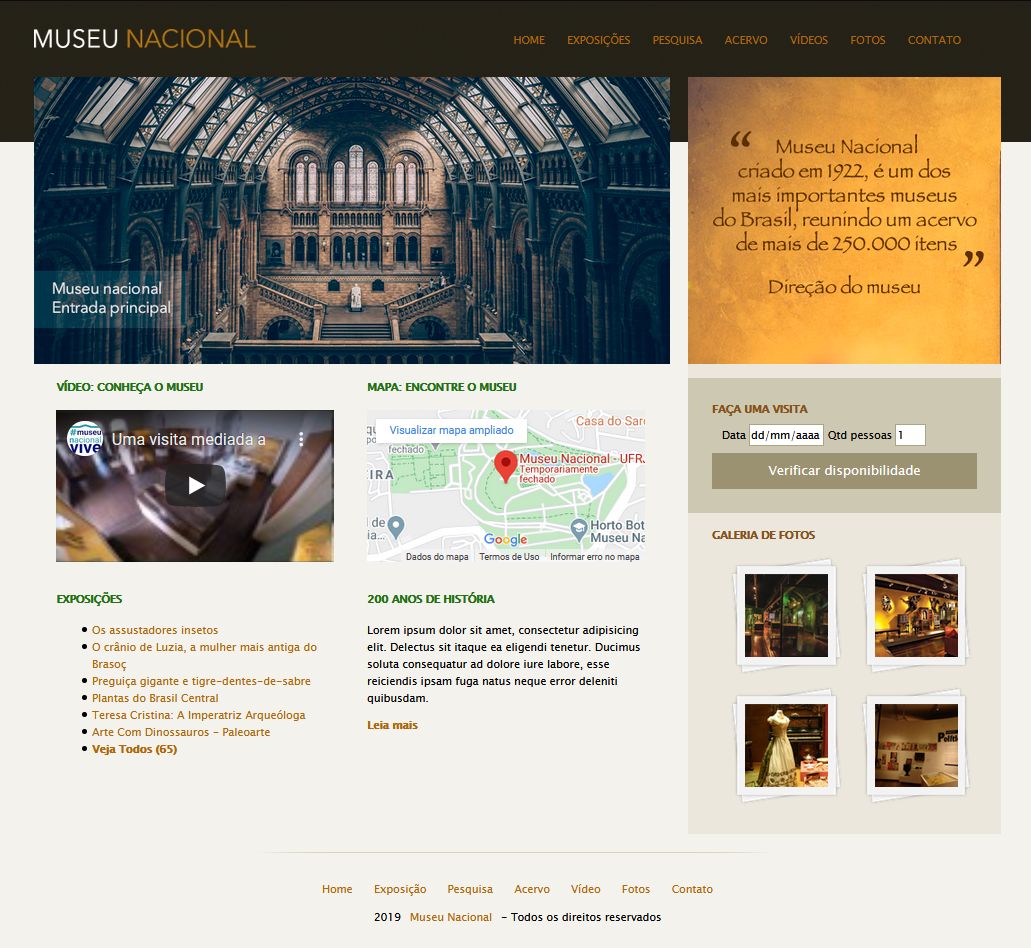 MUSEU NACIONAL
HOME EXPOSIÇÕES PESQUISA ACERVO VÍDEOS FOTOS CONTATO
Museu nacional
Entrada principal
“ Museu Nacional
criado em 1922, é um dos
mais importantes museus
do Brasil, reunindo um acervo
de mais de 250.000 itens ”
Direção do museu
VÍDEO: CONHEÇA O MUSEU
#museu
nacional
vive
Uma visita mediada a
MAPA: ENCONTRE O MUSEU
Visualizar mapa ampliado
fechado
Casa do Sar
Museu Nacional - UFRJ
Temporariamente
fechado
EIRA
l de
ia...
Horto Bot
Museu Na
Google
Dados do mapa Termos de Uso Informar erro no mapa
FAÇA UMA VISITA
Data dd/mm/aaaa Qtd pessoas 1
Verificar disponibilidade
GALERIA DE FOTOS
EXPOSIÇÕES
Os assustadores insetos
O crânio de Luzia, a mulher mais antiga do
Brasoç
Preguiça gigante e tigre-dentes-de-sabre
Plantas do Brasil Central
Teresa Cristina: A Imperatriz Arqueóloga
Arte Com Dinossauros - Paleoarte
Veja Todos (65)
200 ANOS DE HISTÓRIA
Lorem ipsum dolor sit amet, consectetur adipisicing
elit. Delectus sit itaque ea eligendi tenetur. Ducimus
soluta consequatur ad dolore iure labore, esse
reiciendis ipsam fuga natus neque error deleniti
quibusdam.
Leia mais
Home Exposição Pesquisa Acervo Vídeo Fotos Contato
2019 Museu Nacional - Todos os direitos reservados